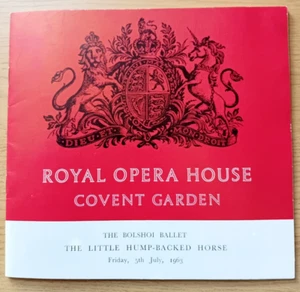 DIEU ET MON DROIT
ROYAL OPERA HOUSE
COVENT GARDEN
THE BOLSHOI BALLET
THE LITTLE HUMP-BACKED HORSE
Friday, 5th July, 1963